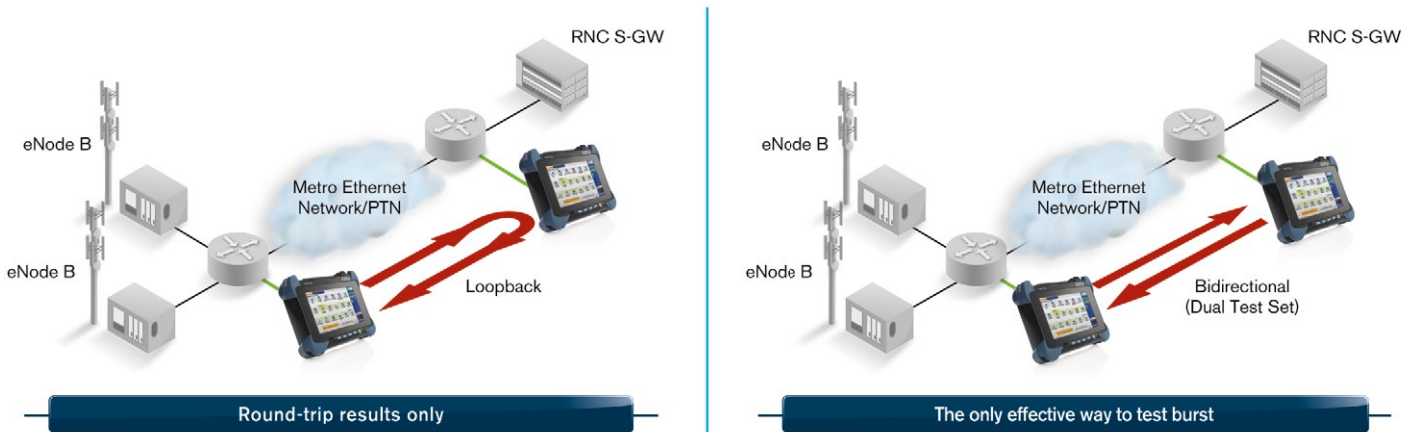 RNC S-GW
eNode B
Metro Ethernet
Network/PTN
eNode B
Loopback
Round-trip results only
RNC S-GW
eNode B
Metro Ethernet
Network/PTN
eNode B
Bidirectional
(Dual Test Set)
The only effective way to test burst